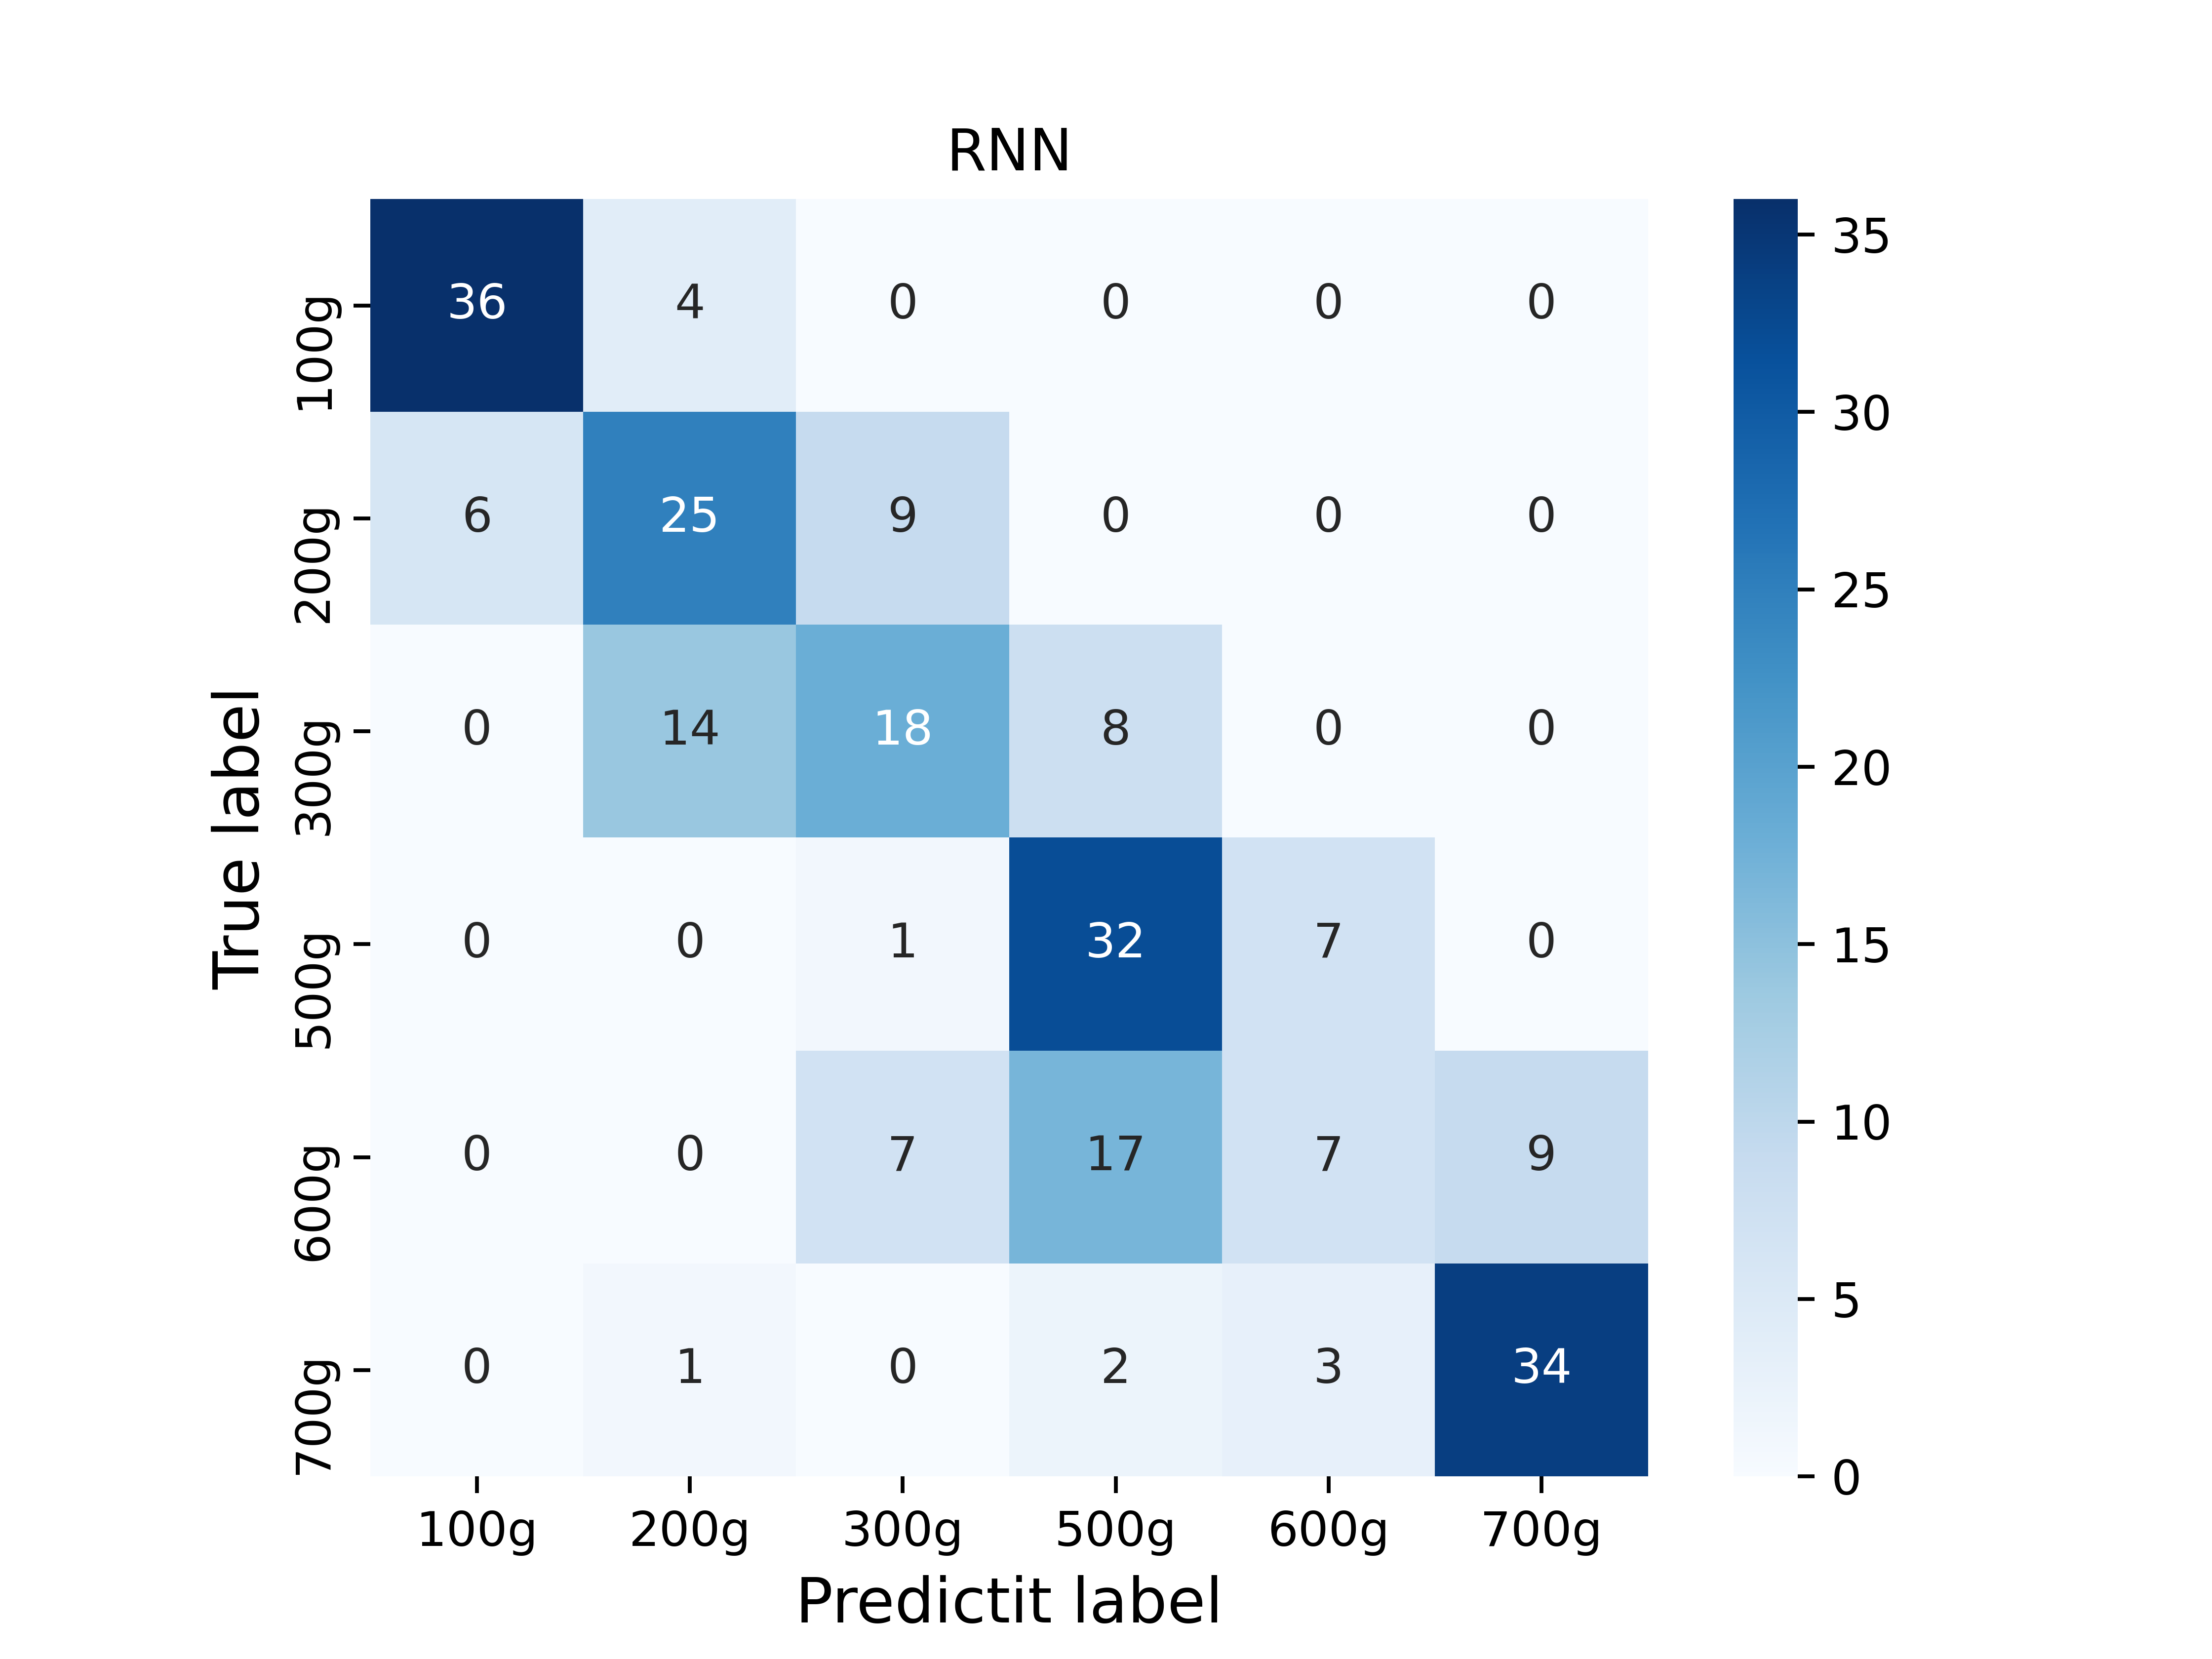 RNN
100g 36 4 0 0 0 0
200g 6 25 9 0 0 0
300g 0 14 18 8 0 0
500g 0 0 1 32 7 0
600g 0 0 7 17 7 9
700g 0 1 0 2 3 34
100g 200g 300g 500g 600g 700g
Predictit label
True label
35
30
25
20
15
10
5
0